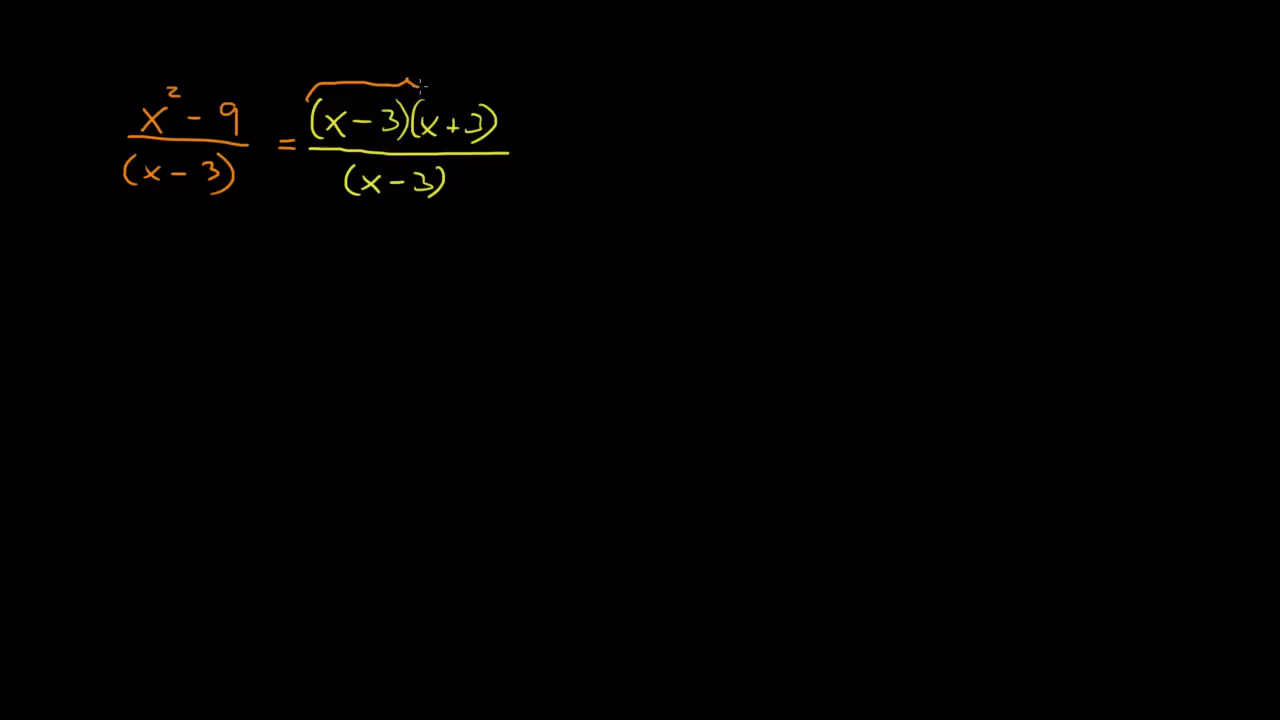 x² - 9 / (x - 3) = (x - 3)(x + 3) / (x - 3)